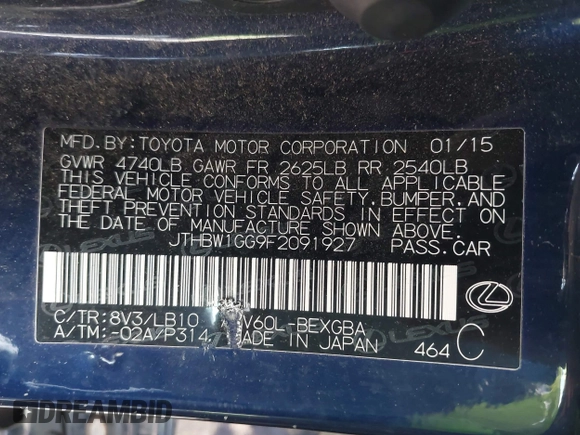 MFD.BY:TOYOTA MOTOR CORPORATION 01/15
GVWR 4740LB GAWR FR 2625LB RR 2540LB
THIS VEHICLE CONFORMS TO ALL APPLICABLE
FEDERAL MOTOR VEHICLE SAFETY,BUMPER,AND
THEFT PREVENTION STANDARDS IN EFFECT ON
THE DATE OF MANUFACTURE SHOWN ABOVE.
JTHBW1GG9F2091927 PASS.CAR
C/TR:8V3/LB10 V60L-BEXGBA
A/TM:-02A/P314 MADE IN JAPAN 464 C
LEXUS
DREAMBID